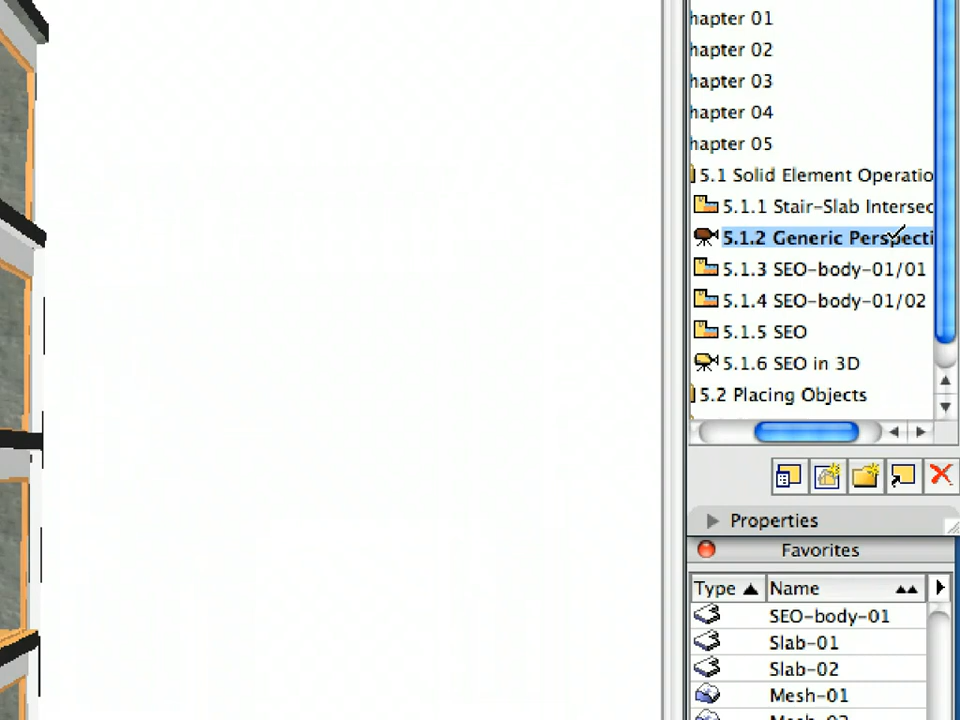 hapter 01
hapter 02
hapter 03
hapter 04
hapter 05
5.1 Solid Element Operatio
5.1.1 Stair-Slab Intersec
5.1.2 Generic Perspecti
5.1.3 SEO-body-01/01
5.1.4 SEO-body-01/02
5.1.5 SEO
5.1.6 SEO in 3D
5.2 Placing Objects
Properties
Favorites
Type Name
SEO-body-01
Slab-01
Slab-02
Mesh-01